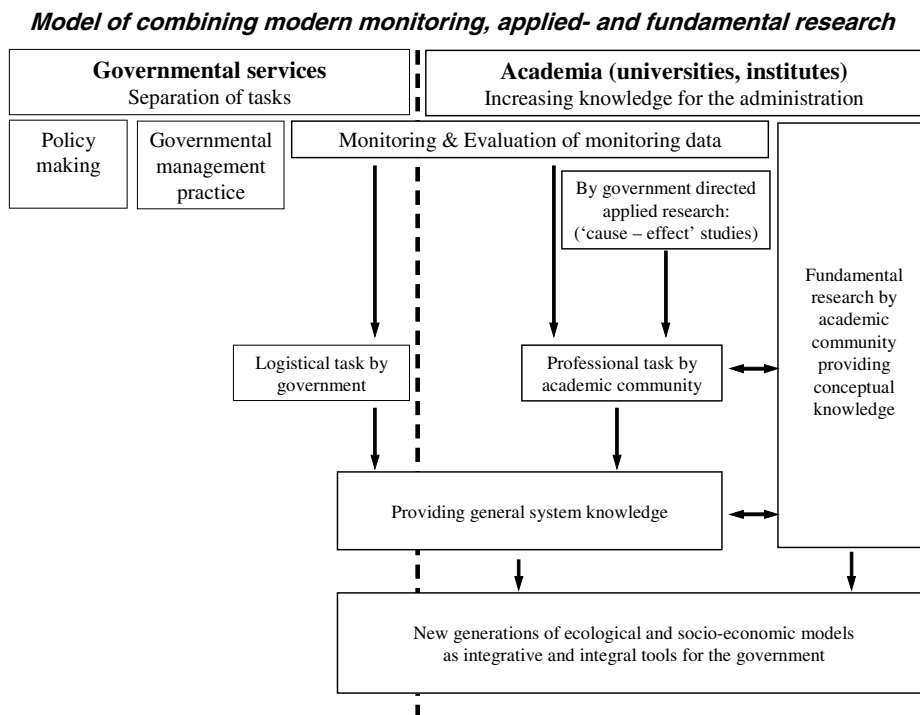 Model of combining modern monitoring, applied- and fundamental research
Governmental services
Separation of tasks
Academia (universities, institutes)
Increasing knowledge for the administration
Policy
making
Governmental
management
practice
Monitoring & Evaluation of monitoring data
By government directed
applied research:
(‘cause – effect’ studies)
Fundamental
research by
academic
community
providing
conceptual
knowledge
Logistical task by
government
Professional task by
academic community
Providing general system knowledge
New generations of ecological and socio-economic models
as integrative and integral tools for the government